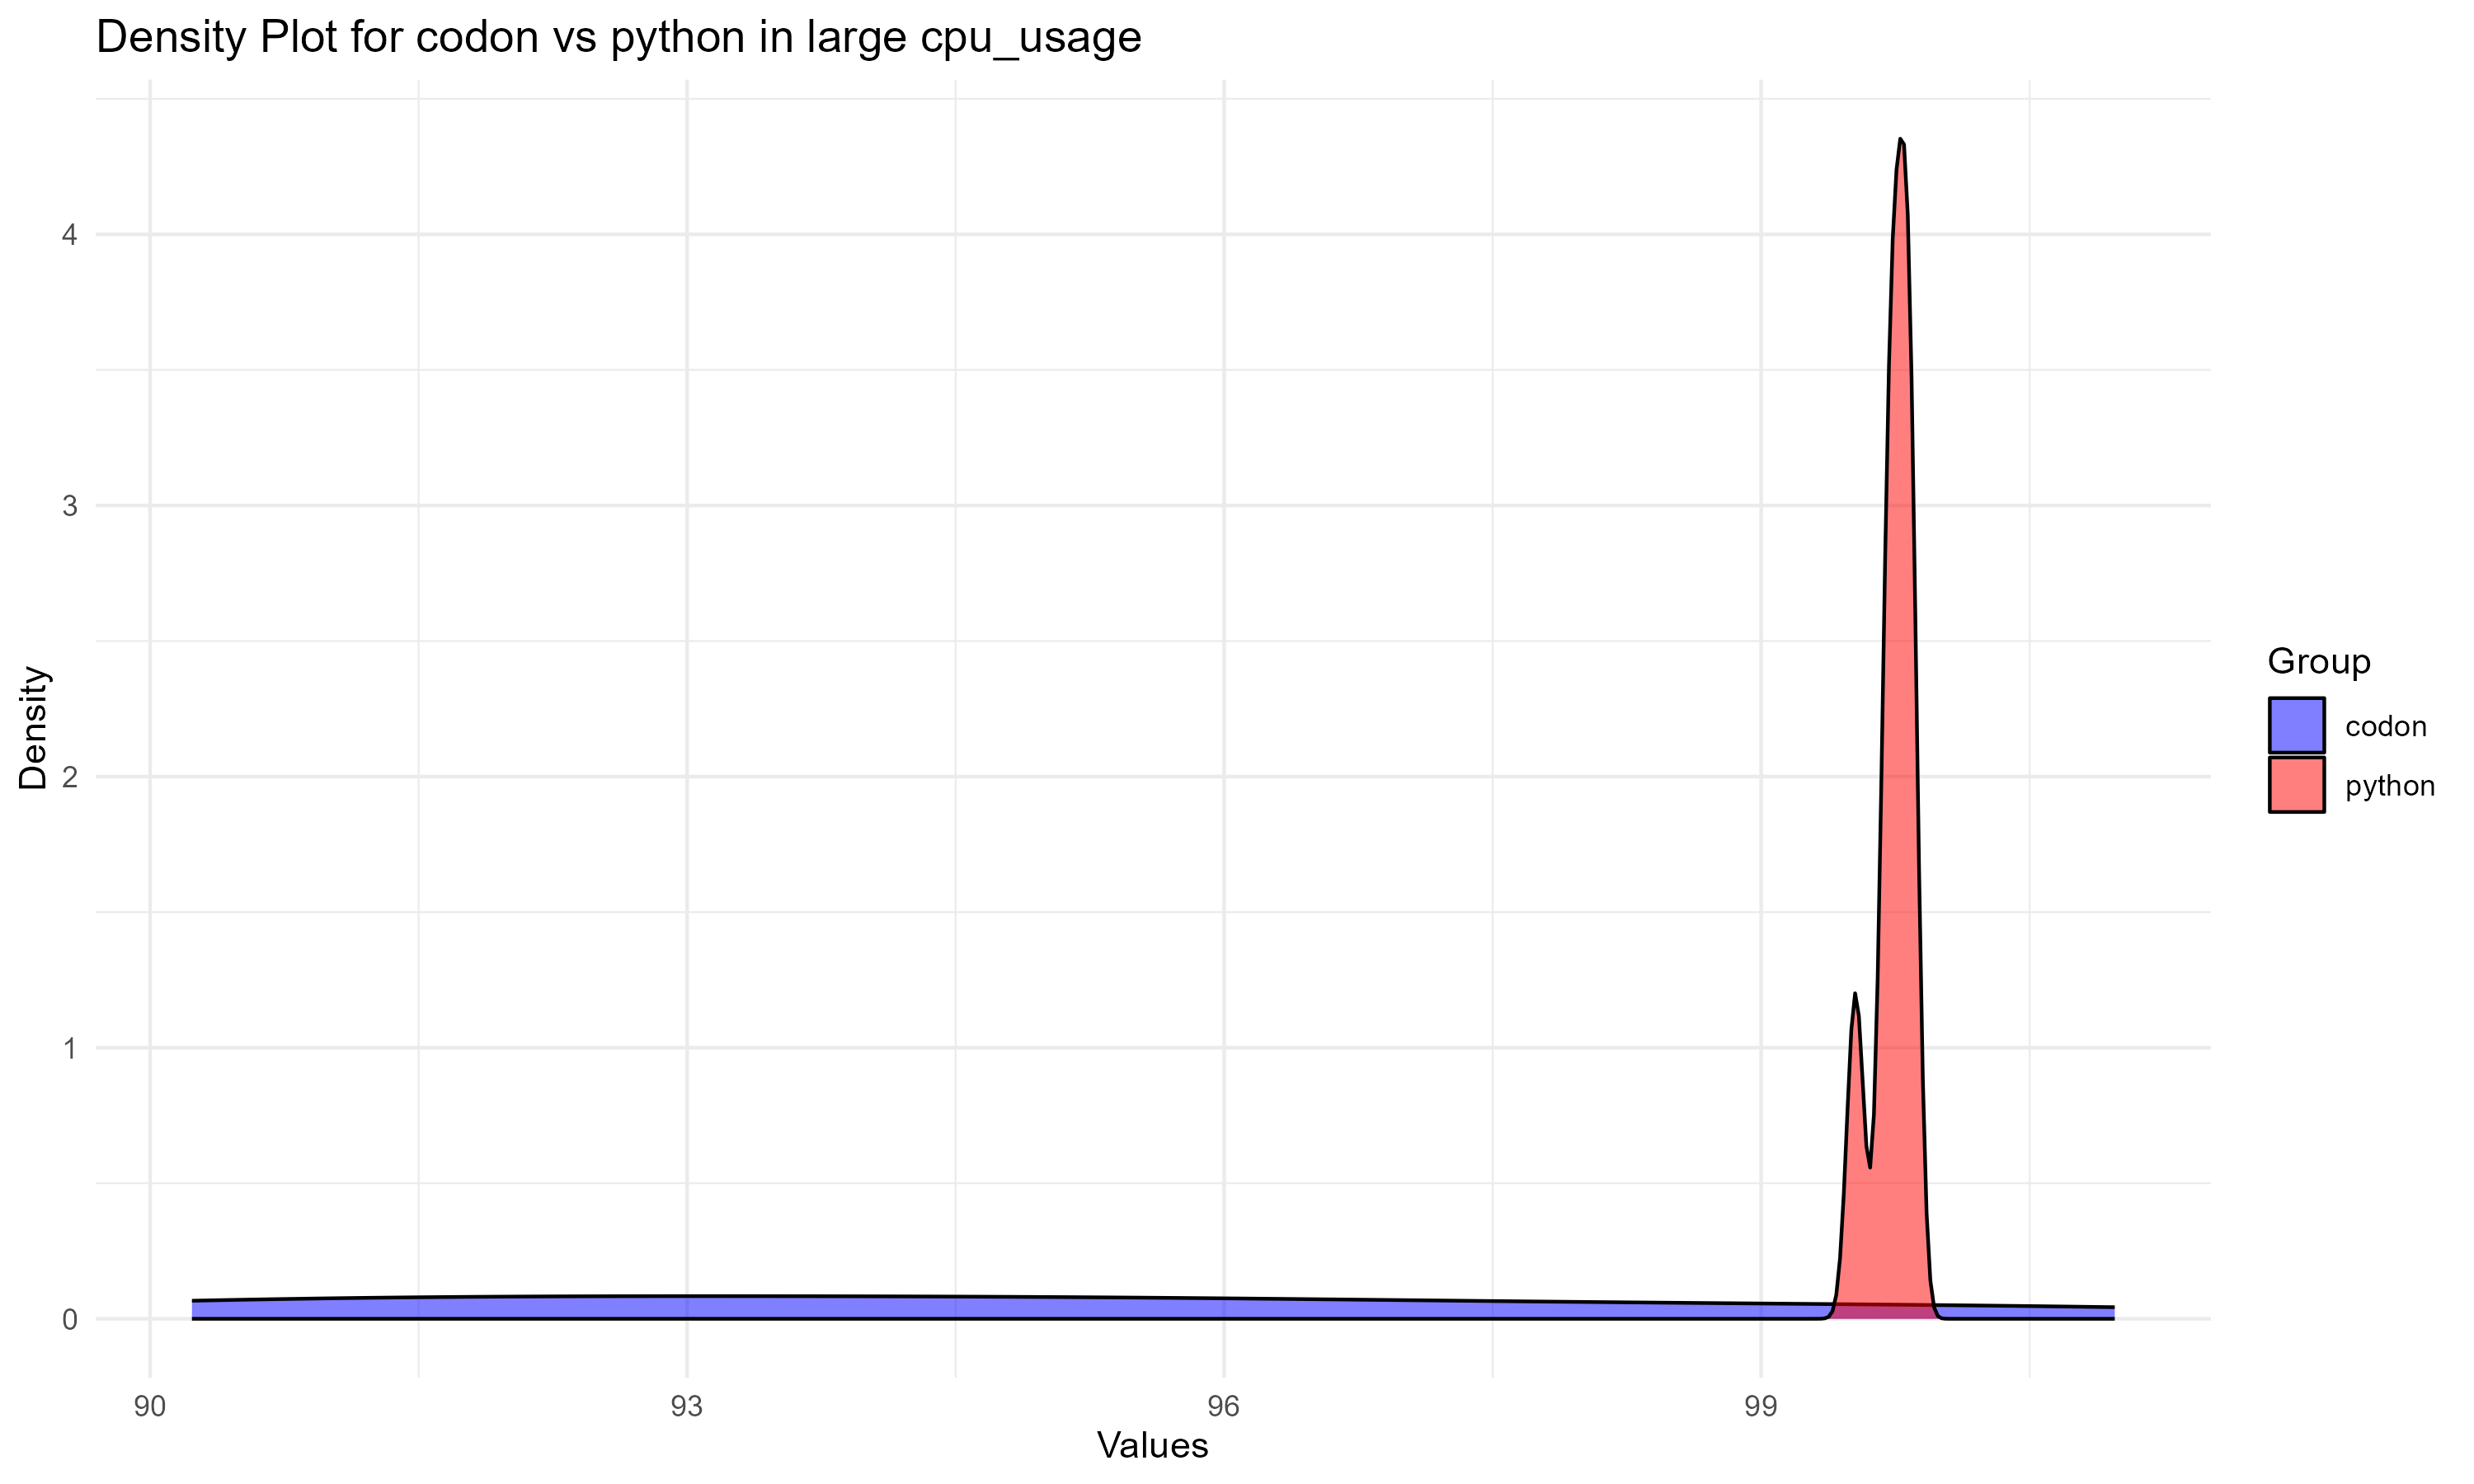 Density Plot for codon vs python in large cpu_usage
Density
4
3
2
1
0
90
93
96
99
Values
Group
codon
python